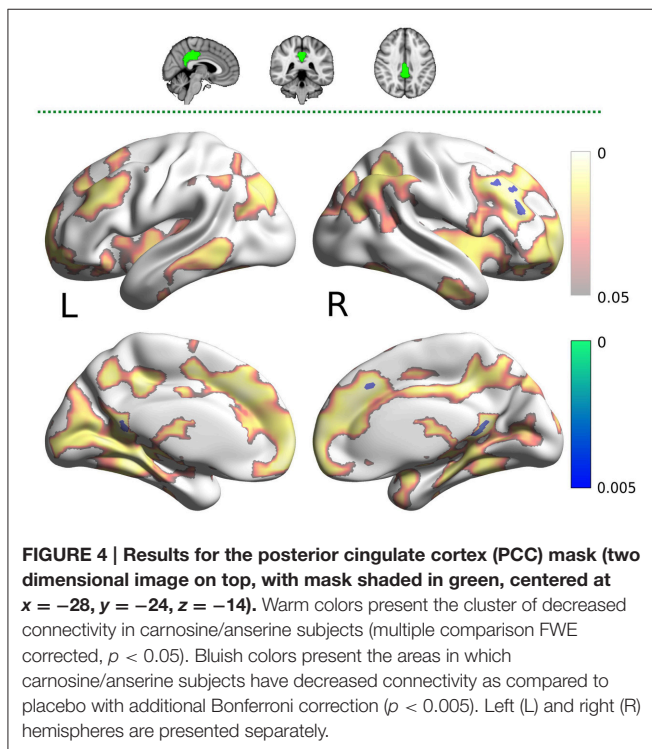 0
0.05
L
R
0
0.005
FIGURE 4 | Results for the posterior cingulate cortex (PCC) mask (two
dimensional image on top, with mask shaded in green, centered at
x = −28, y = −24, z = −14). Warm colors present the cluster of decreased
connectivity in carnosine/anserine subjects (multiple comparison FWE
corrected, p < 0.05). Bluish colors present the areas in which
carnosine/anserine subjects have decreased connectivity as compared to
placebo with additional Bonferroni correction (p < 0.005). Left (L) and right (R)
hemispheres are presented separately.